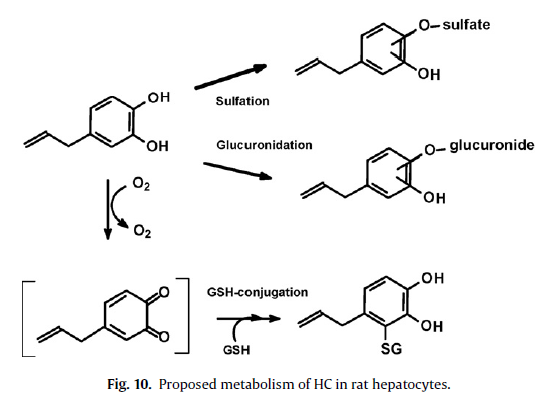 O–sulfate
OH
Sulfation
OH
OH
Glucuronidation
O– glucuronide
OH
O2
O2
O
O
GSH-conjugation
GSH
OH
OH
SG
Fig. 10. Proposed metabolism of HC in rat hepatocytes.